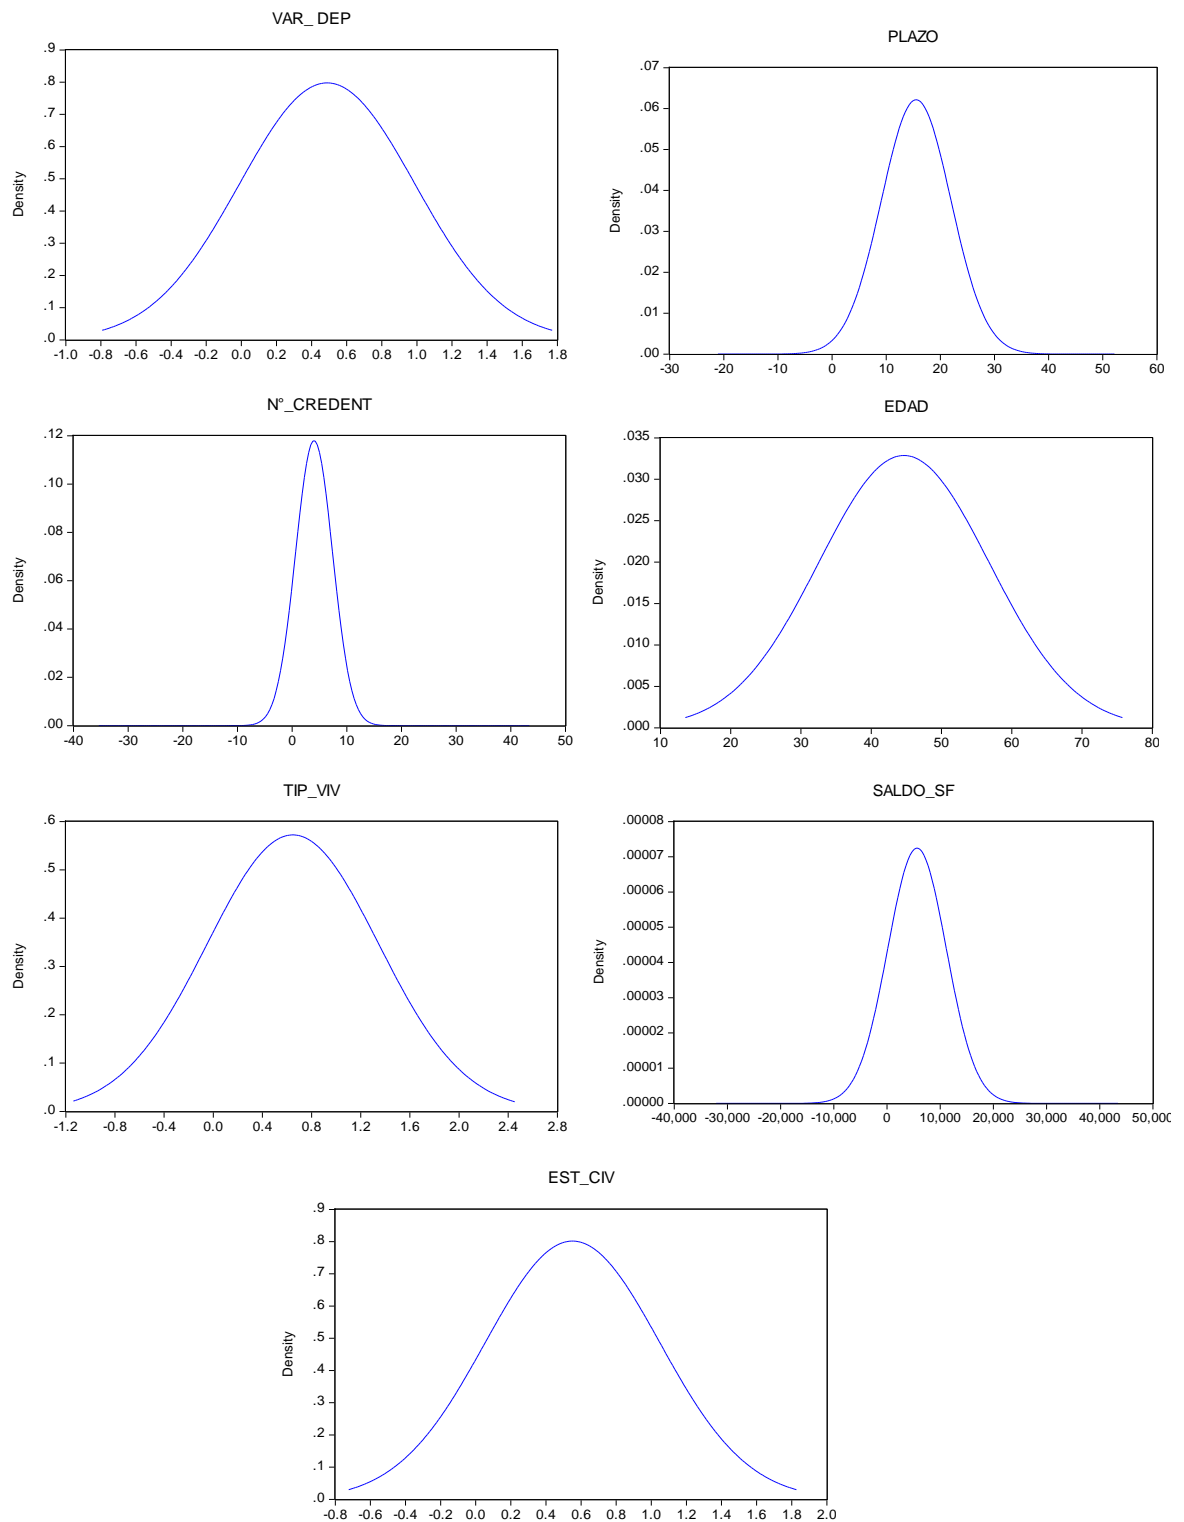 VAR_ DEP
.9
.8
.7
.6
.5
.4
.3
.2
.1
.0
Density
-1.0 -0.8 -0.6 -0.4 -0.2 0.0 0.2 0.4 0.6 0.8 1.0 1.2 1.4 1.6 1.8
PLAZO
.07
.06
.05
.04
.03
.02
.01
.00
Density
-30 -20 -10 0 10 20 30 40 50 60
N°_CREDENT
.12
.10
.08
.06
.04
.02
.00
Density
-40 -30 -20 -10 0 10 20 30 40 50
EDAD
.035
.030
.025
.020
.015
.010
.005
.000
Density
10 20 30 40 50 60 70 80
TIP_VIV
.6
.5
.4
.3
.2
.1
.0
Density
-1.2 -0.8 -0.4 0.0 0.4 0.8 1.2 1.6 2.0 2.4 2.8
SALDO_SF
.00008
.00007
.00006
.00005
.00004
.00003
.00002
.00001
.00000
Density
-40,000 -30,000 -20,000 -10,000 0 10,000 20,000 30,000 40,000 50,000
EST_CIV
.9
.8
.7
.6
.5
.4
.3
.2
.1
.0
Density
-0.8 -0.6 -0.4 -0.2 0.0 0.2 0.4 0.6 0.8 1.0 1.2 1.4 1.6 1.8 2.0